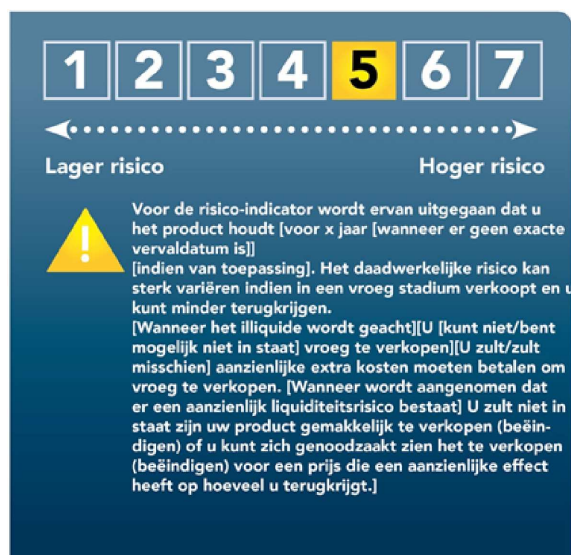 1 2 3 4 5 6 7
Lager risico Hoger risico
!
Voor de risico-indicator wordt ervan uitgegaan dat u
het product houdt [voor x jaar [wanneer er geen exacte
vervaldatum is]]
[indien van toepassing]. Het daadwerkelijke risico kan
sterk variëren indien in een vroeg stadium verkoopt en u
kunt minder terugkrijgen.
[Wanneer het illiquide wordt geacht][U [kunt niet/bent
mogelijk niet in staat] vroeg te verkopen][U zult/zult
misschien] aanzienlijke extra kosten moeten betalen om
vroeg te verkopen. [Wanneer wordt aangenomen dat
er een aanzienlijk liquiditeitsrisico bestaat] U zult niet in
staat zijn uw product gemakkelijk te verkopen (beëin-
digen) of u kunt zich genoodzaakt zien het te verkopen
(beëindigen) voor een prijs die een aanzienlijke effect
heeft op hoeveel u terugkrijgt.]